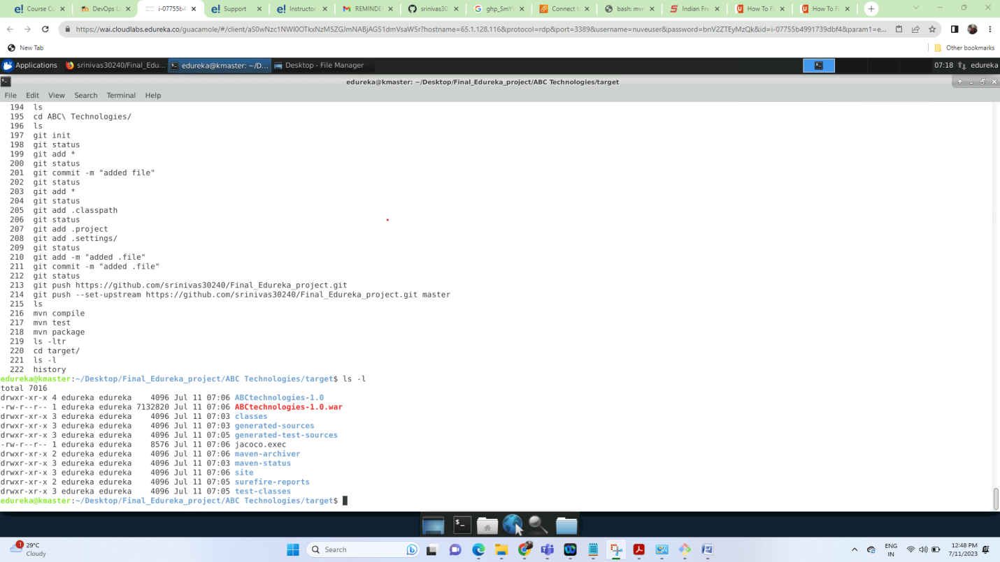 Course Co
DevOps La
i-07755b4
Support
Instructor
REMINDER
srinivas30
ghp_SmYV
Connect t
bash: mvn
Indian Fre
How To Fi
How To Fi
https://wai.cloudlabs.edureka.co/guacamole/#/client/aS0wNzc1NWI0OTkxNzM5ZGJmNABjAG51dmVsaW5r?hostname=65.1.128.116&protocol=rdp&port=3389&username=nuveuser&password=bnV2ZTEyMzQk&id=i-07755b4991739dbf4&param1=e...
New Tab
Other bookmarks
Applications
srinivas30240/Final_Edu...
edureka@kmaster: ~/D...
Desktop - File Manager
07:18
edureka
edureka@kmaster: ~/Desktop/Final_Edureka_project/ABC Technologies/target
File Edit View Search Terminal Help
194 ls
195 cd ABC\ Technologies/
196 ls
197 git init
198 git status
199 git add *
200 git status
201 git commit -m "added file"
202 git status
203 git add *
204 git status
205 git add .classpath
206 git status
207 git add .project
208 git add .settings/
209 git status
210 git add -m "added .file"
211 git commit -m "added .file"
212 git status
213 git push https://github.com/srinivas30240/Final_Edureka_project.git
214 git push --set-upstream https://github.com/srinivas30240/Final_Edureka_project.git master
215 ls
216 mvn compile
217 mvn test
218 mvn package
219 ls -ltr
220 cd target/
221 ls -l
222 history
edureka@kmaster:~/Desktop/Final_Edureka_project/ABC Technologies/target$ ls -l
total 7016
drwxr-xr-x 4 edureka edureka 4096 Jul 11 07:06 ABCtechnologies-1.0
-rw-r--r-- 1 edureka edureka 7132820 Jul 11 07:06 ABCtechnologies-1.0.war
drwxr-xr-x 3 edureka edureka 4096 Jul 11 07:03 classes
drwxr-xr-x 3 edureka edureka 4096 Jul 11 07:03 generated-sources
drwxr-xr-x 3 edureka edureka 4096 Jul 11 07:05 generated-test-sources
-rw-r--r-- 1 edureka edureka 8576 Jul 11 07:06 jacoco.exec
drwxr-xr-x 2 edureka edureka 4096 Jul 11 07:06 maven-archiver
drwxr-xr-x 3 edureka edureka 4096 Jul 11 07:03 maven-status
drwxr-xr-x 3 edureka edureka 4096 Jul 11 07:06 site
drwxr-xr-x 2 edureka edureka 4096 Jul 11 07:05 surefire-reports
drwxr-xr-x 3 edureka edureka 4096 Jul 11 07:05 test-classes
edureka@kmaster:~/Desktop/Final_Edureka_project/ABC Technologies/target$
1
29°C
Cloudy
Search
ENG
IN
12:48 PM
7/11/2023